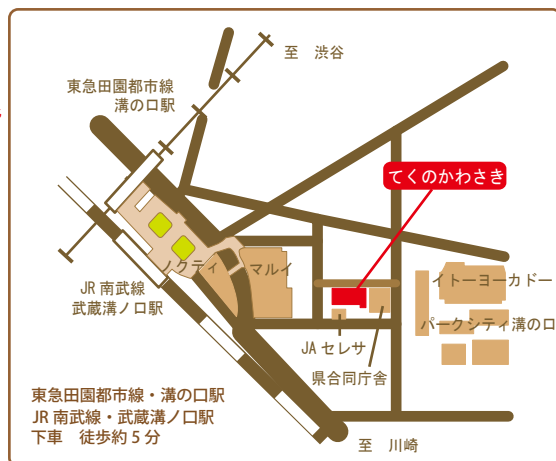 至 渋谷
東急田園都市線
溝の口駅
てくのかわさき
ノクティ
マルイ
イトーヨーカドー
JR 南武線
武蔵溝ノ口駅
パークシティ溝の口
JA セレサ
県合同庁舎
東急田園都市線・溝の口駅
JR 南武線・武蔵溝ノ口駅
下車 徒歩約 5 分
至 川崎